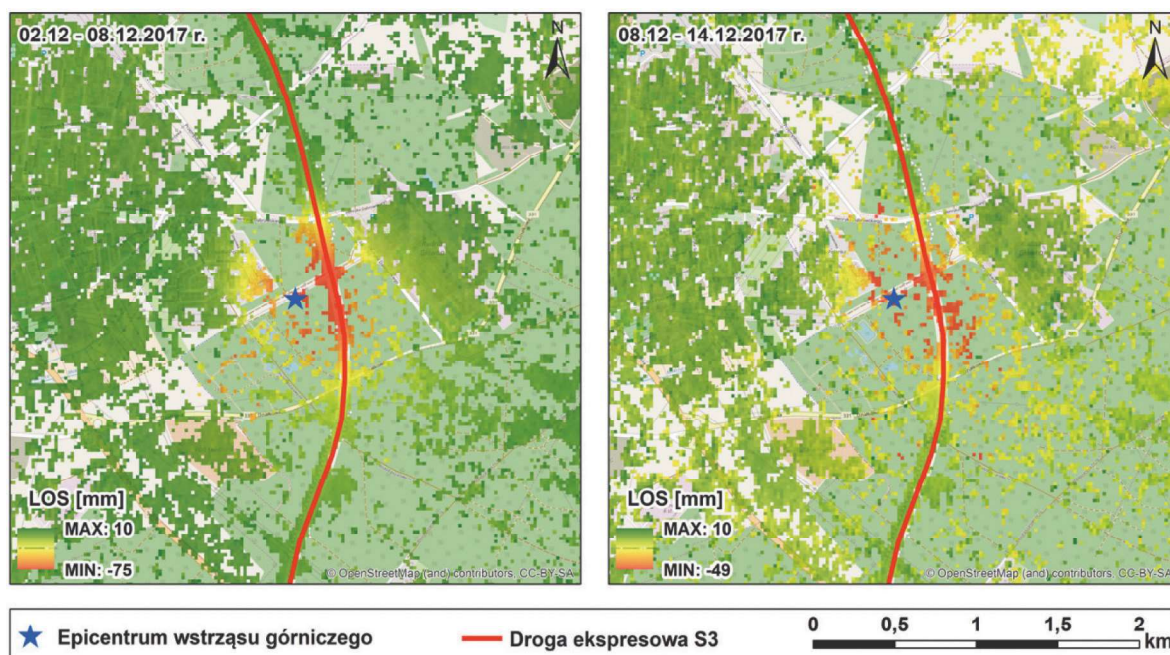 02.12 - 08.12.2017 r.
N
LOS [mm]
MAX: 10
MIN: -75
© OpenStreetMap (and) contributors, CC-BY-SA
08.12 - 14.12.2017 r.
N
LOS [mm]
MAX: 10
MIN: -49
© OpenStreetMap (and) contributors, CC-BY-SA
Epicentrum wstrząsu górniczego
Droga ekspresowa S3
0 0,5 1 1,5 2
km